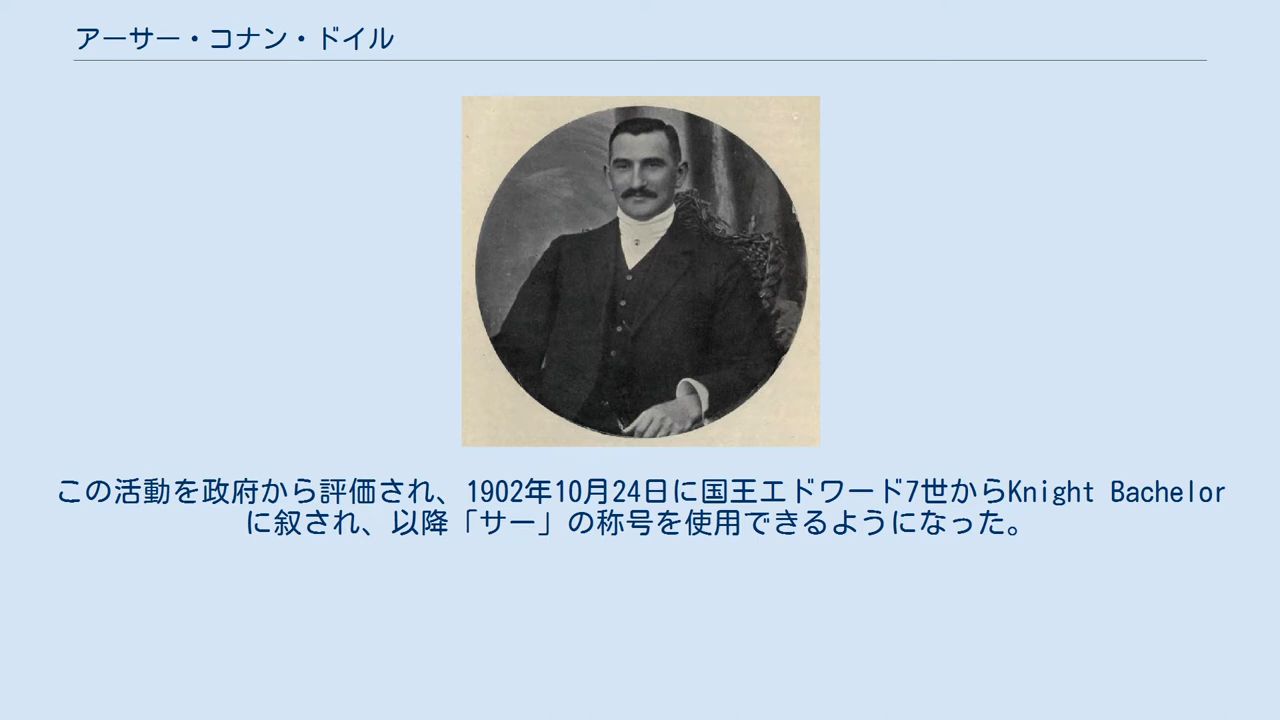 アーサー・コナン・ドイル
この活動を政府から評価され、1902年10月24日に国王エドワード7世からKnight Bachelor
に叙され、以降「サー」の称号を使用できるようになった。